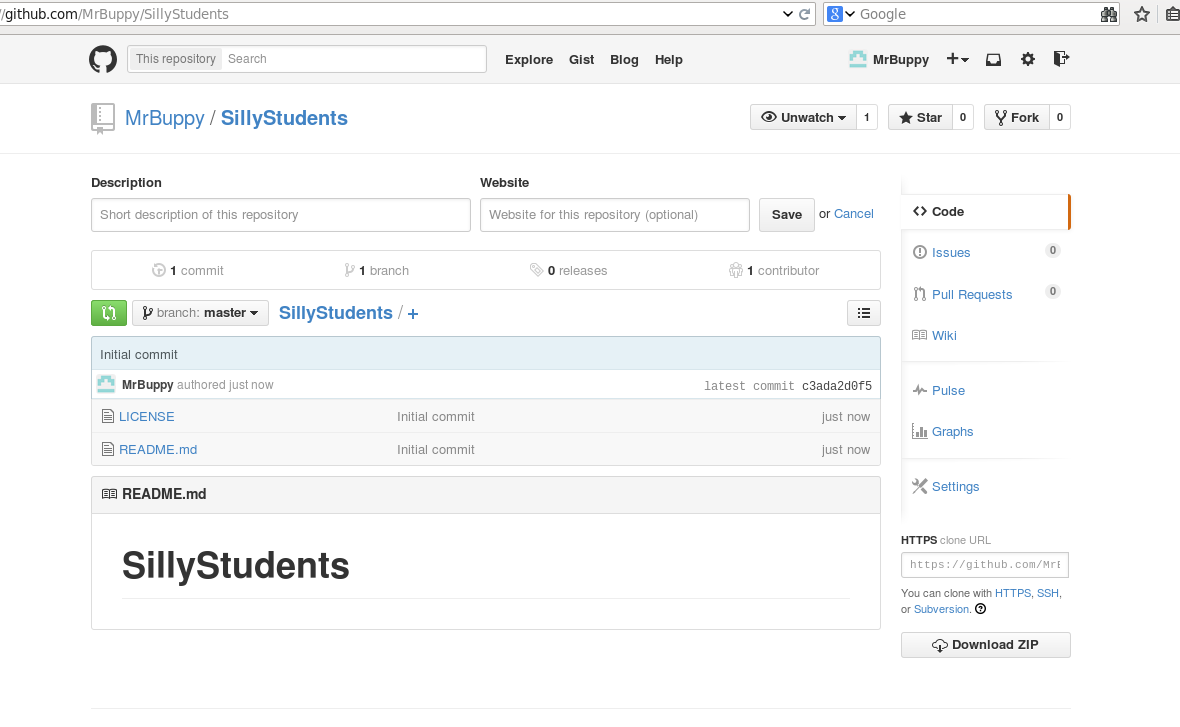 /github.com/MrBuppy/SillyStudents
8 Google
This repository Search Explore Gist Blog Help MrBuppy
MrBuppy / SillyStudents Unwatch 1 Star 0 Fork 0
Description Website
Short description of this repository Website for this repository (optional) Save or Cancel
1 commit 1 branch 0 releases 1 contributor
branch: master SillyStudents / +
Initial commit
MrBuppy authored just now latest commit c3ada2d0f5
LICENSE Initial commit just now
README.md Initial commit just now
README.md
SillyStudents
Code
Issues 0
Pull Requests 0
Wiki
Pulse
Graphs
Settings
HTTPS clone URL
https://github.com/MrB
You can clone with HTTPS, SSH,
or Subversion.
Download ZIP